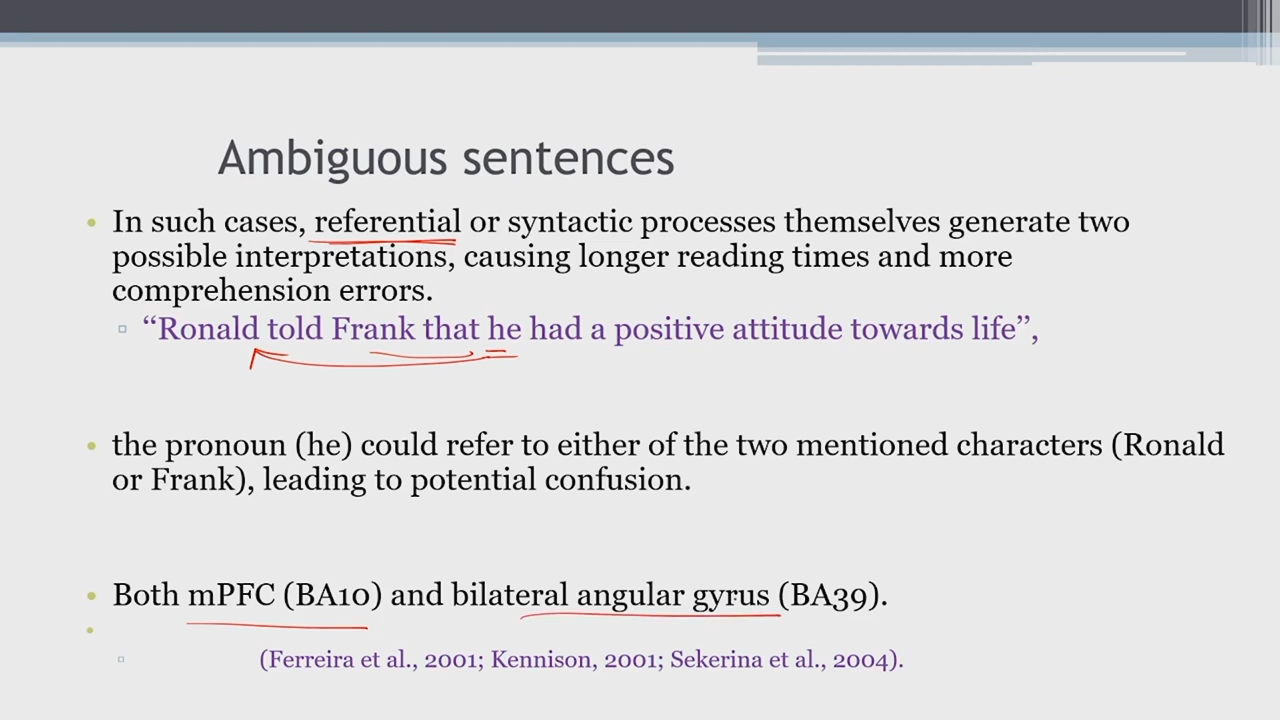 Ambiguous sentences
• In such cases, referential or syntactic processes themselves generate two
possible interpretations, causing longer reading times and more
comprehension errors.
▫ “Ronald told Frank that he had a positive attitude towards life”,
• the pronoun (he) could refer to either of the two mentioned characters (Ronald
or Frank), leading to potential confusion.
• Both mPFC (BA10) and bilateral angular gyrus (BA39).
•
▫ (Ferreira et al., 2001; Kennison, 2001; Sekerina et al., 2004).